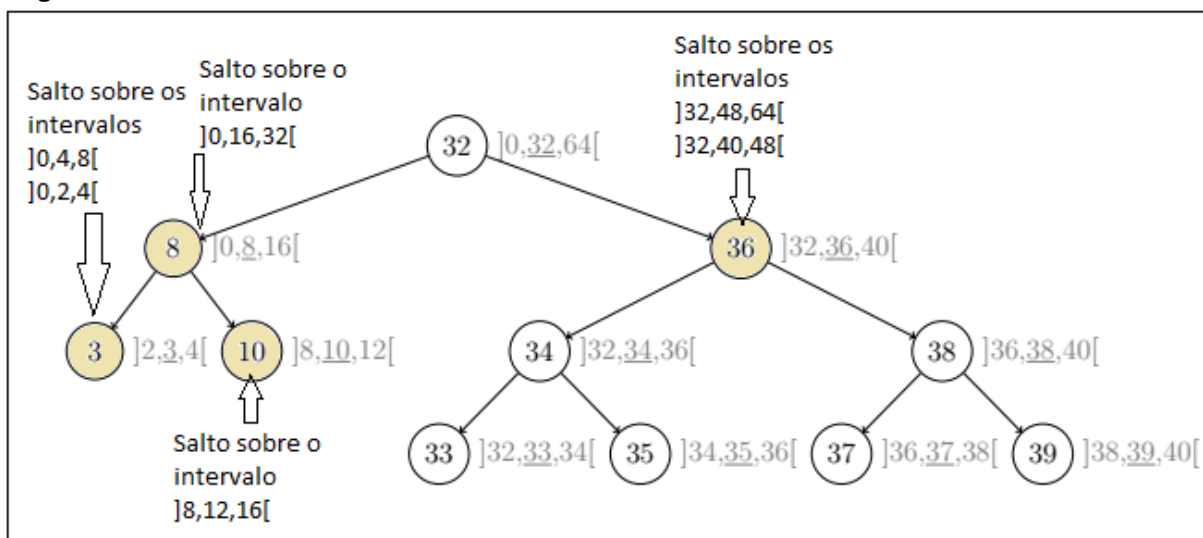 Salto sobre os
intervalos
]0,4,8[
]0,2,4[
Salto sobre o
intervalo
]0,16,32[
Salto sobre os
intervalos
]32,48,64[
]32,40,48[
32 ]0,32,64[
8 ]0,8,16[
36 ]32,36,40[
3 ]2,3,4[
10 ]8,10,12[
34 ]32,34,36[
38 ]36,38,40[
Salto sobre o
intervalo
]8,12,16[
33 ]32,33,34[
35 ]34,35,36[
37 ]36,37,38[
39 ]38,39,40[